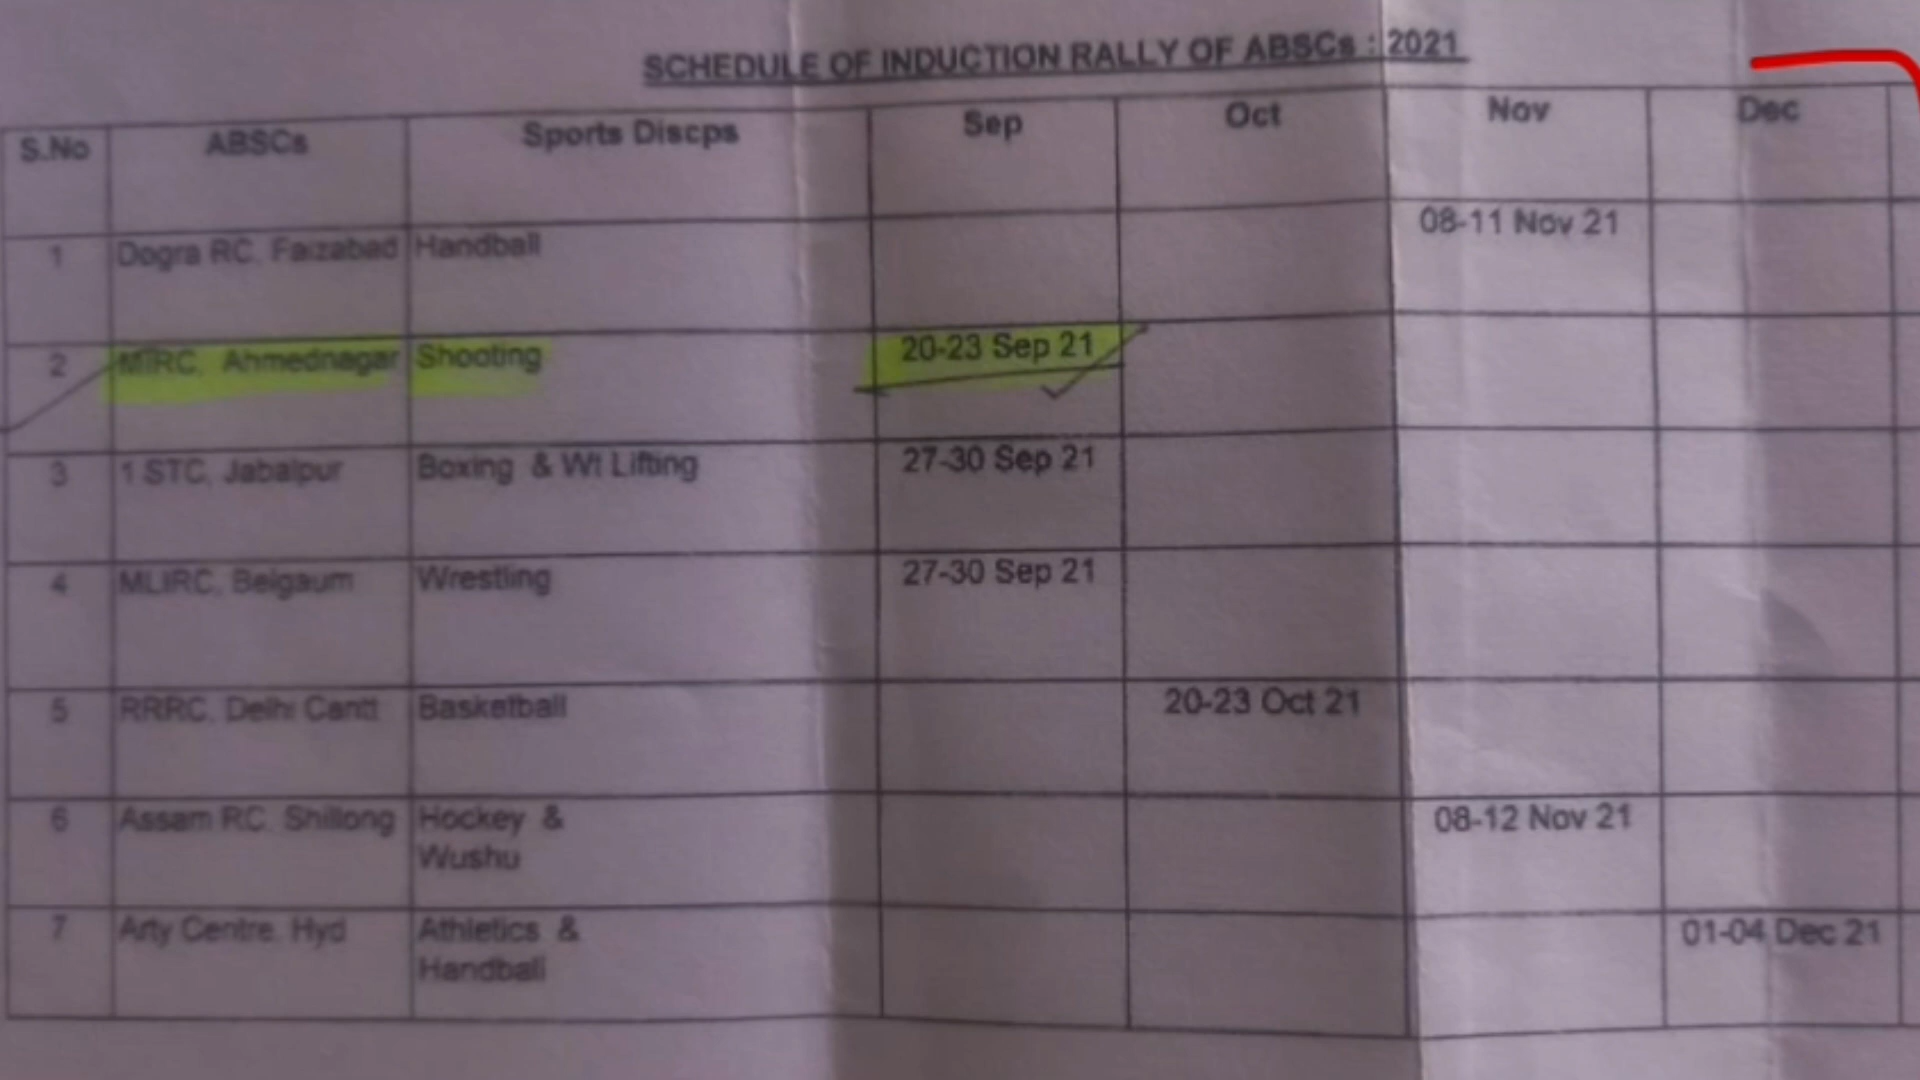 SCHEDULE OF INDUCTION RALLY OF ABSCs : 2021
S.No ABSCs Sports Discps Sep Oct Nov Dec
1 Dogra RC, Faizabad Handball 08-11 Nov 21
2 MIRC, Ahmednagar Shooting 20-23 Sep 21
3 1 STC, Jabalpur Boxing & Wt Lifting 27-30 Sep 21
4 MLIRC, Belgaum Wrestling 27-30 Sep 21
5 RRRC, Delhi Cantt Basketball 20-23 Oct 21
6 Assam RC, Shillong Hockey & 08-12 Nov 21
Wushu
7 Arty Centre, Hyd Athletics & 01-04 Dec 21
Handball